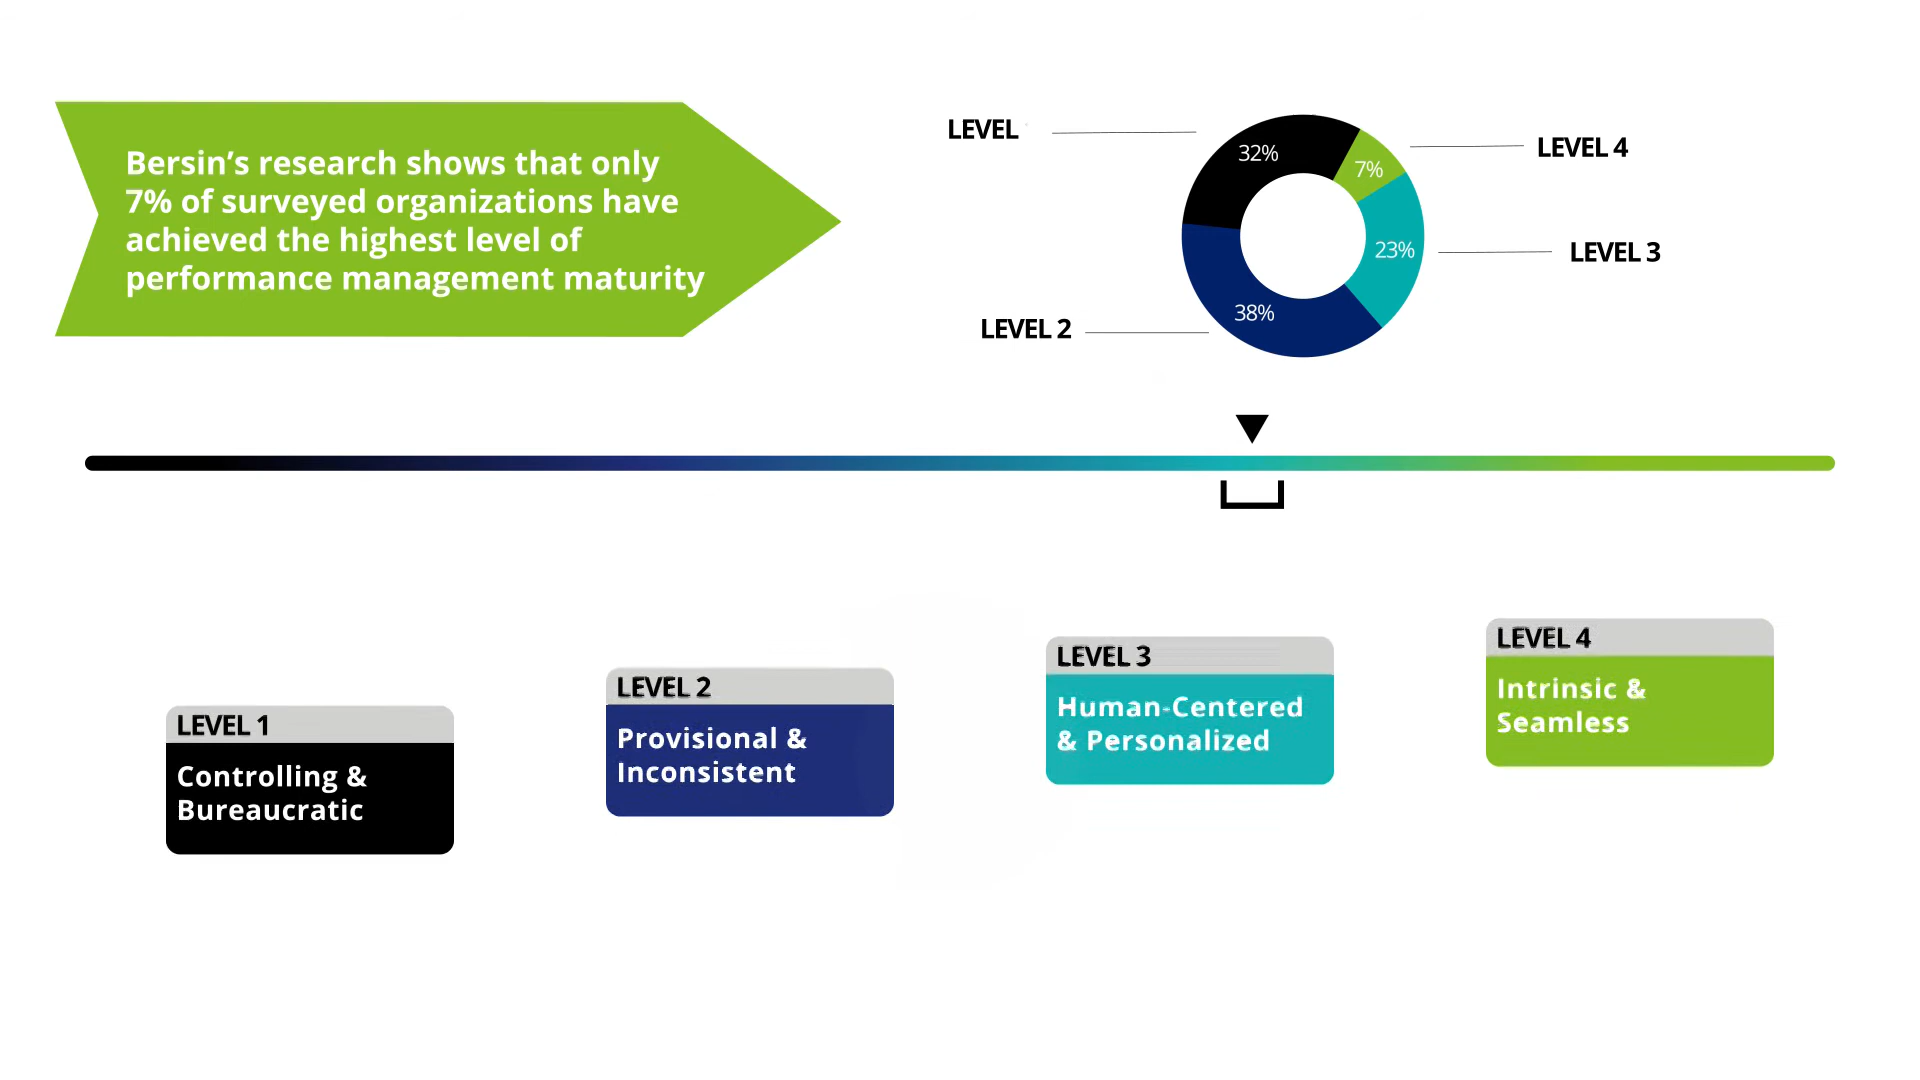 Bersin’s research shows that only
7% of surveyed organizations have
achieved the highest level of
performance management maturity
LEVEL
32%
7%
LEVEL 4
23%
LEVEL 3
38%
LEVEL 2
LEVEL 1
Controlling &
Bureaucratic
LEVEL 2
Provisional &
Inconsistent
LEVEL 3
Human-Centered
& Personalized
LEVEL 4
Intrinsic &
Seamless